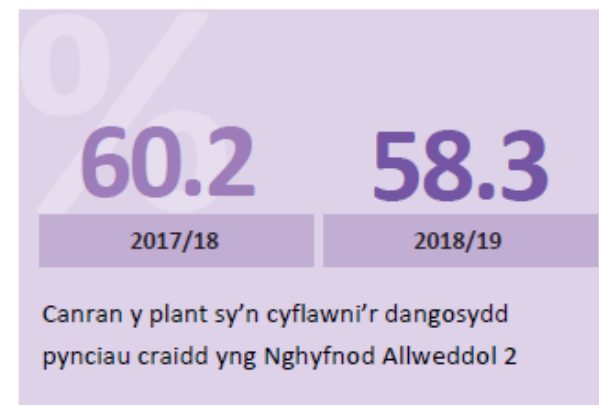 %
60.2 58.3
2017/18 2018/19
Canran y plant sy'n cyflawni'r dangosydd
pynciau craidd yng Nghyfnod Allweddol 2